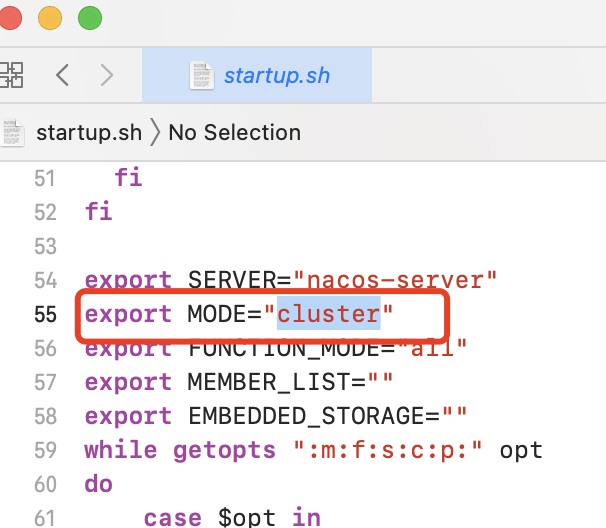 startup.sh
startup.sh 〉No Selection
51 fi
52 fi
53
54 export SERVER="nacos-server"
55 export MODE="cluster"
56 export FUNCTION_MODE="all"
57 export MEMBER_LIST=""
58 export EMBEDDED_STORAGE=""
59 while getopts ":m:f:s:c:p:" opt
60 do
61 case $opt in